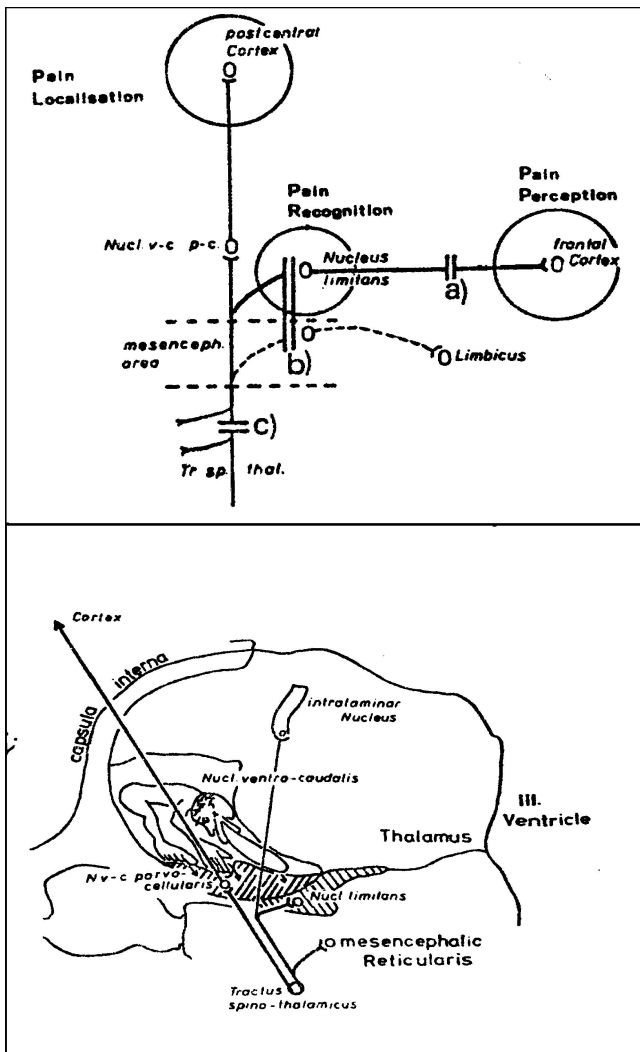 postcentral
Cortex
Pain
Localisation
Pain
Recognition
Pain
Perception
Nucl. v-c p-c.
Nucleus
limitans
frontal
Cortex
a)
mesenceph.
area
b)
Limbicus
c)
Tr sp. thal.
Cortex
capsula interna
intralaminar
Nucleus
Nucl. ventro-caudalis
III.
Ventricle
Thalamus
N v-c parvo-
cellularis
Nucl limitans
mesencephalic
Reticularis
Tractus
spino-thalamicus